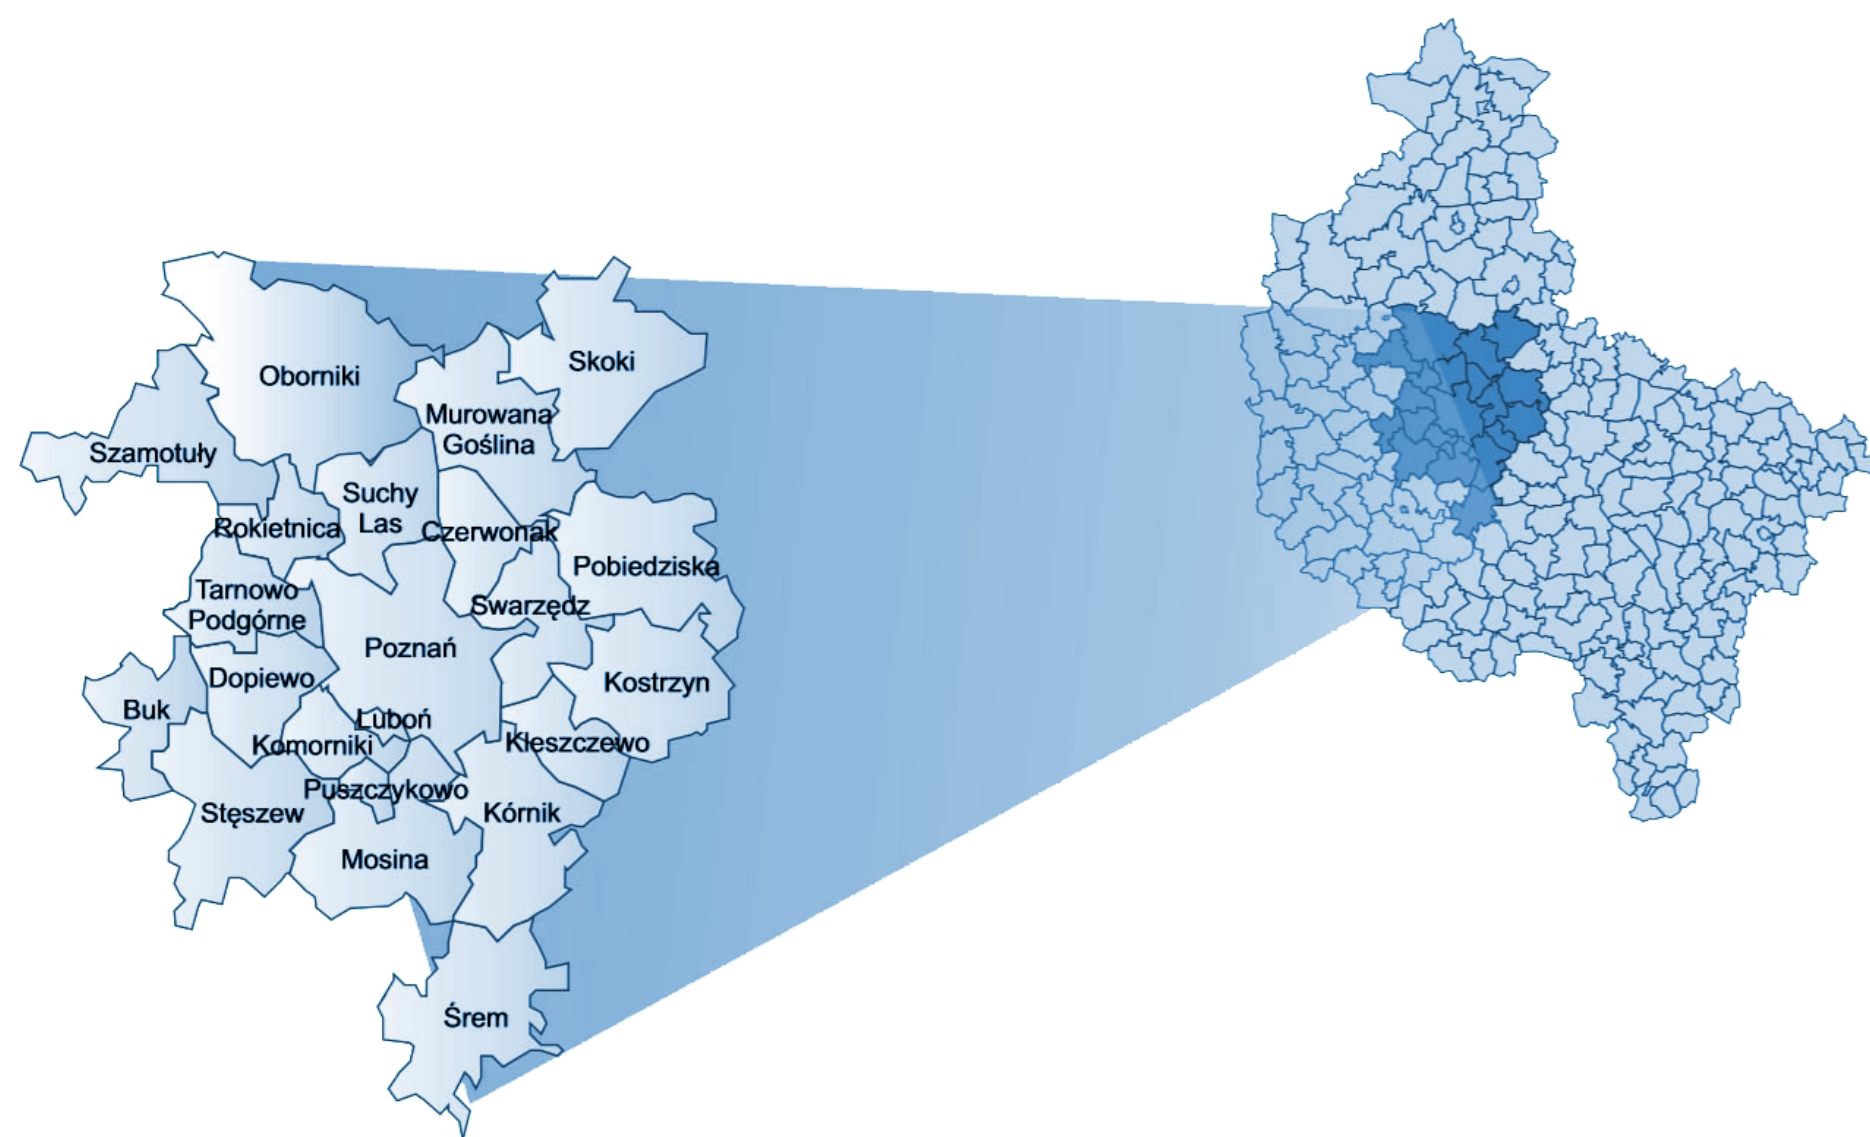 Skoki
Oborniki
Murowana
Goślina
Szamotuły
Suchy
Las
Rokietnica
Czerwonak
Pobiedziska
Tarnowo
Podgórne
Swarzędz
Poznań
Dopiewo
Kostrzyn
Buk
Luboń
Komorniki
Kleszczewo
Puszczykowo
Stęszew
Kórnik
Mosina
Śrem